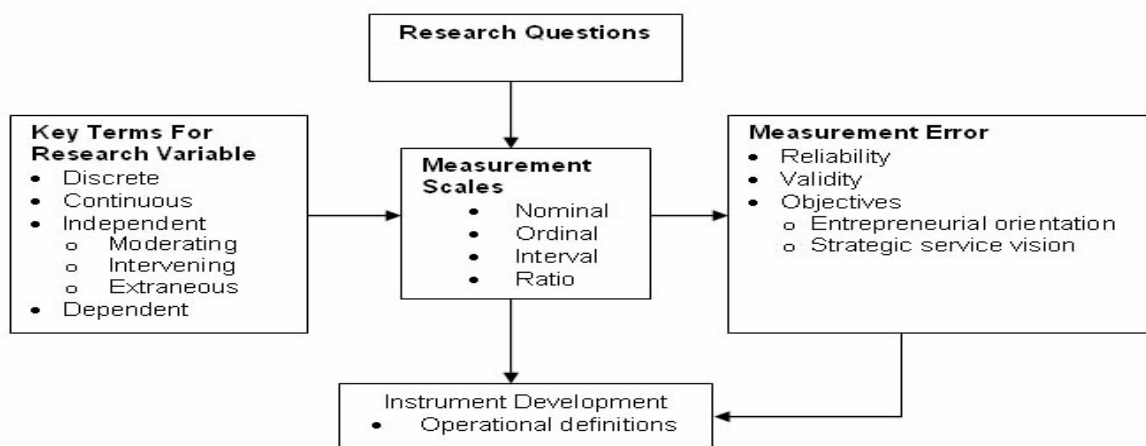 Research Questions
Key Terms For
Research Variable
• Discrete
• Continuous
• Independent
o Moderating
o Intervening
o Extraneous
• Dependent
Measurement
Scales
• Nominal
• Ordinal
• Interval
• Ratio
Measurement Error
• Reliability
• Validity
• Objectives
o Entrepreneurial orientation
o Strategic service vision
Instrument Development
• Operational definitions